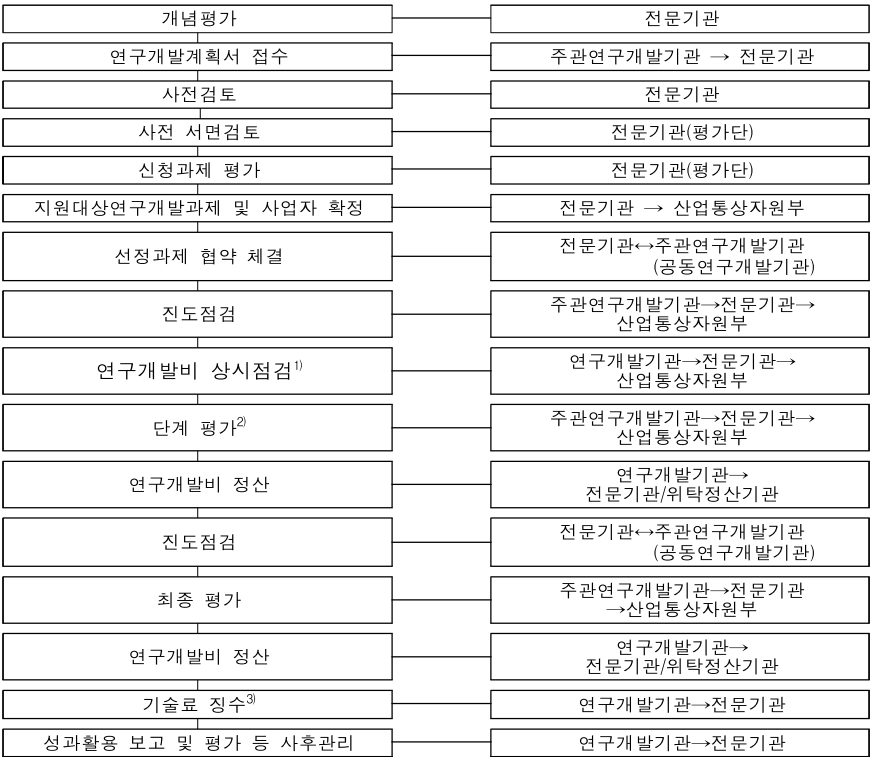 개념평가
전문기관
연구개발계획서 접수
주관연구개발기관 → 전문기관
사전검토
전문기관
사전 서면검토
전문기관(평가단)
신청과제 평가
전문기관(평가단)
지원대상연구개발과제 및 사업자 확정
전문기관 → 산업통상자원부
선정과제 협약 체결
전문기관↔주관연구개발기관
(공동연구개발기관)
진도점검
주관연구개발기관→전문기관→
산업통상자원부
연구개발비 상시점검1)
연구개발기관→전문기관→
산업통상자원부
단계 평가2)
주관연구개발기관→전문기관→
산업통상자원부
연구개발비 정산
연구개발기관→
전문기관/위탁정산기관
진도점검
전문기관↔주관연구개발기관
(공동연구개발기관)
최종 평가
주관연구개발기관→전문기관
→산업통상자원부
연구개발비 정산
연구개발기관→
전문기관/위탁정산기관
기술료 징수3)
연구개발기관→전문기관
성과활용 보고 및 평가 등 사후관리
연구개발기관→전문기관